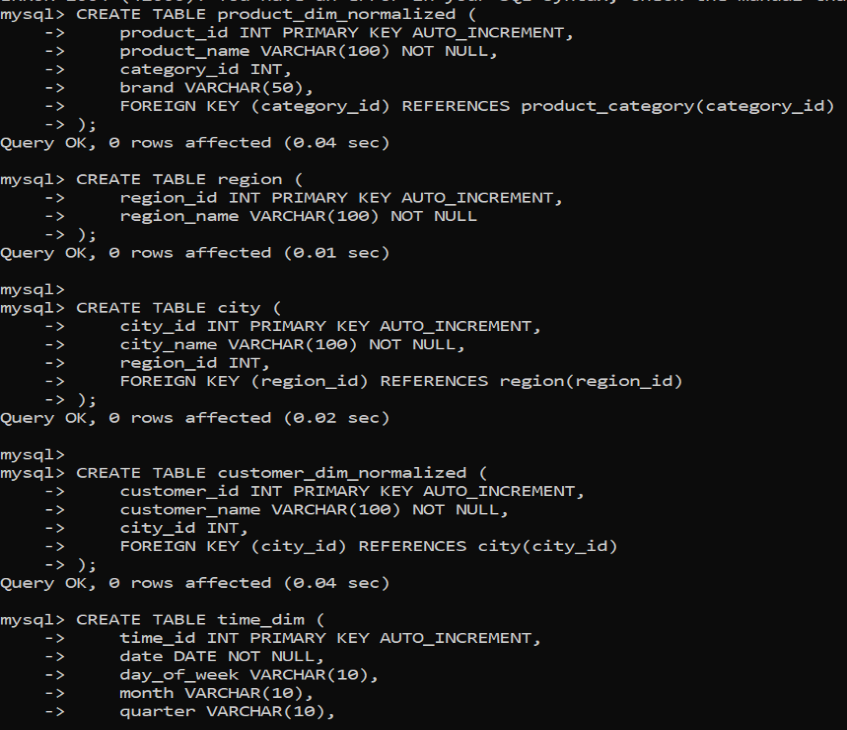 mysql> CREATE TABLE product_dim_normalized (
    ->     product_id INT PRIMARY KEY AUTO_INCREMENT,
    ->     product_name VARCHAR(100) NOT NULL,
    ->     category_id INT,
    ->     brand VARCHAR(50),
    ->     FOREIGN KEY (category_id) REFERENCES product_category(category_id)
    -> );
Query OK, 0 rows affected (0.04 sec)
mysql> CREATE TABLE region (
    ->     region_id INT PRIMARY KEY AUTO_INCREMENT,
    ->     region_name VARCHAR(100) NOT NULL
    -> );
Query OK, 0 rows affected (0.01 sec)
mysql>
mysql> CREATE TABLE city (
    ->     city_id INT PRIMARY KEY AUTO_INCREMENT,
    ->     city_name VARCHAR(100) NOT NULL,
    ->     region_id INT,
    ->     FOREIGN KEY (region_id) REFERENCES region(region_id)
    -> );
Query OK, 0 rows affected (0.02 sec)
mysql>
mysql> CREATE TABLE customer_dim_normalized (
    ->     customer_id INT PRIMARY KEY AUTO_INCREMENT,
    ->     customer_name VARCHAR(100) NOT NULL,
    ->     city_id INT,
    ->     FOREIGN KEY (city_id) REFERENCES city(city_id)
    -> );
Query OK, 0 rows affected (0.04 sec)
mysql> CREATE TABLE time_dim (
    ->     time_id INT PRIMARY KEY AUTO_INCREMENT,
    ->     date DATE NOT NULL,
    ->     day_of_week VARCHAR(10),
    ->     month VARCHAR(10),
    ->     quarter VARCHAR(10),